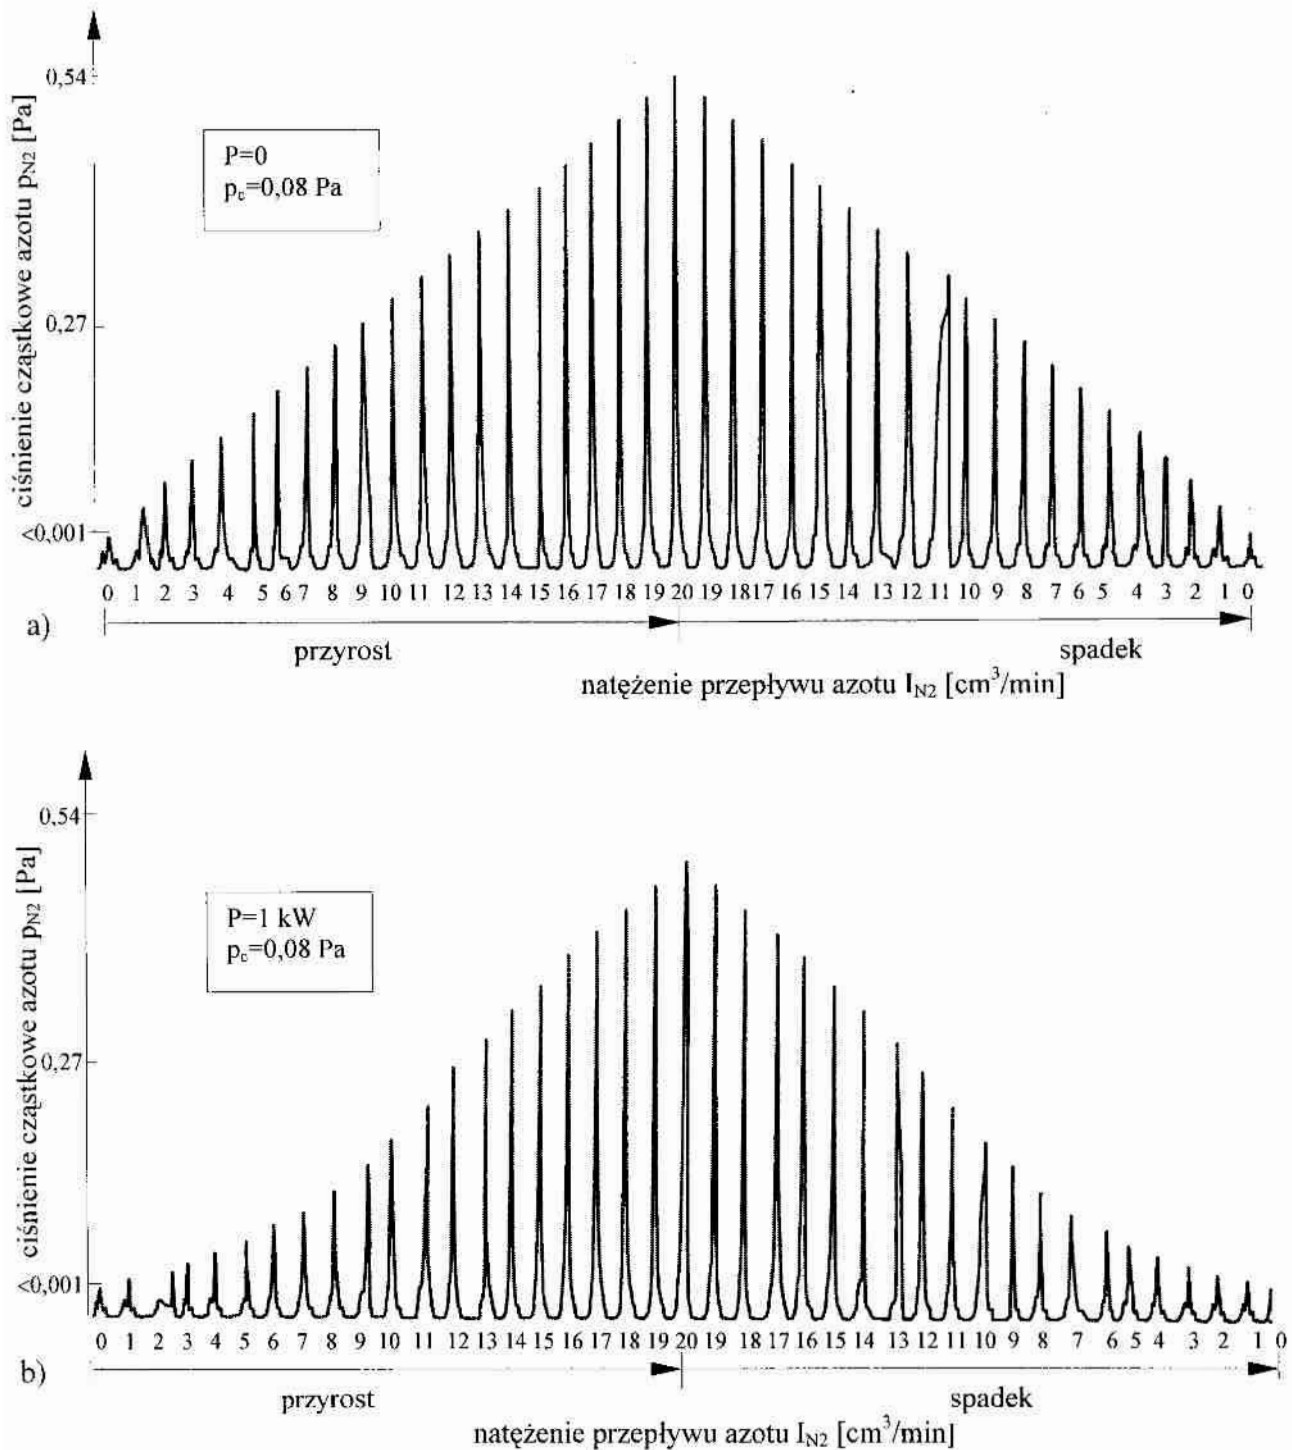 0,54
P=0
p꜀=0,08 Pa
ciśnienie cząstkowe azotu p_N2 [Pa]
0,27
<0,001
0 1 2 3 4 5 6 7 8 9 10 11 12 13 14 15 16 17 18 19 20 19 18 17 16 15 14 13 12 11 10 9 8 7 6 5 4 3 2 1 0
a)
przyrost spadek
natężenie przepływu azotu I_N2 [cm³/min]
0,54
P=1 kW
p꜀=0,08 Pa
ciśnienie cząstkowe azotu p_N2 [Pa]
0,27
<0,001
0 1 2 3 4 5 6 7 8 9 10 11 12 13 14 15 16 17 18 19 20 19 18 17 16 15 14 13 12 11 10 9 8 7 6 5 4 3 2 1 0
b)
przyrost spadek
natężenie przepływu azotu I_N2 [cm³/min]